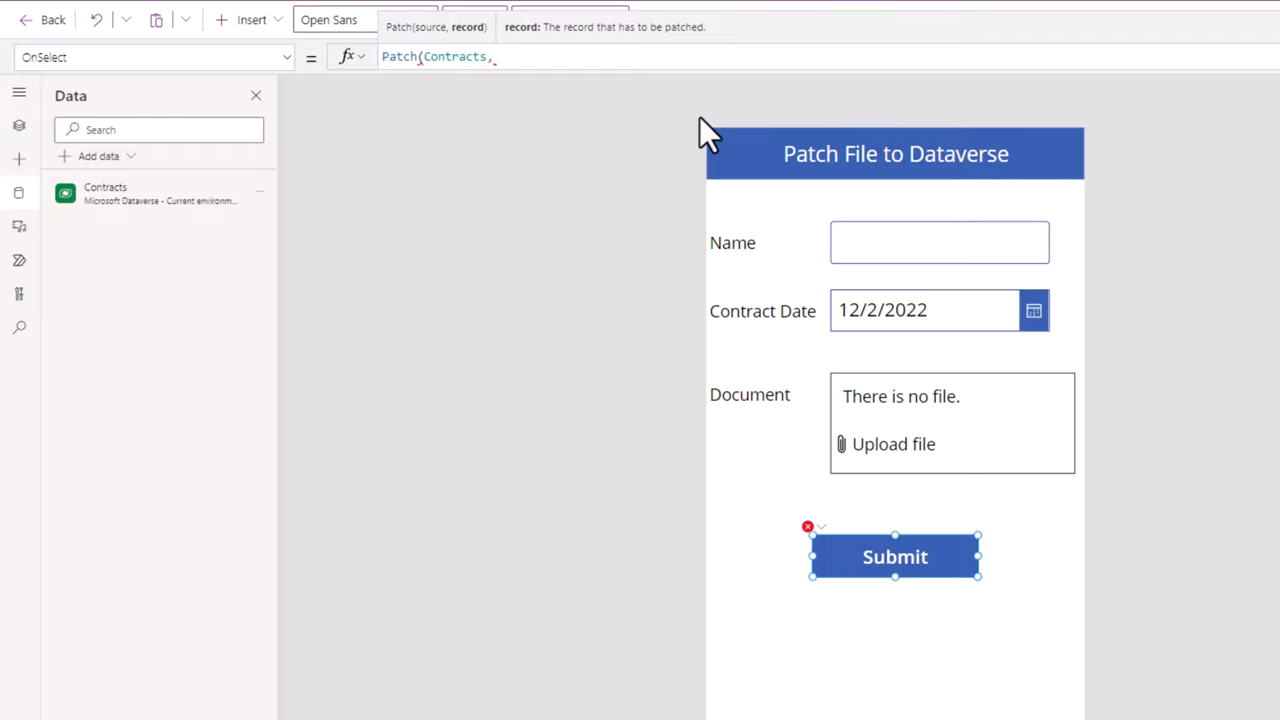 Back
Insert
Open Sans
Patch(source, record)
record: The record that has to be patched.
OnSelect
=
fx
Patch(Contracts,
Data
Search
Add data
Contracts
...
Microsoft Dataverse - Current environm...
Patch File to Dataverse
Name
Contract Date
12/2/2022
Document
There is no file.
Upload file
Submit